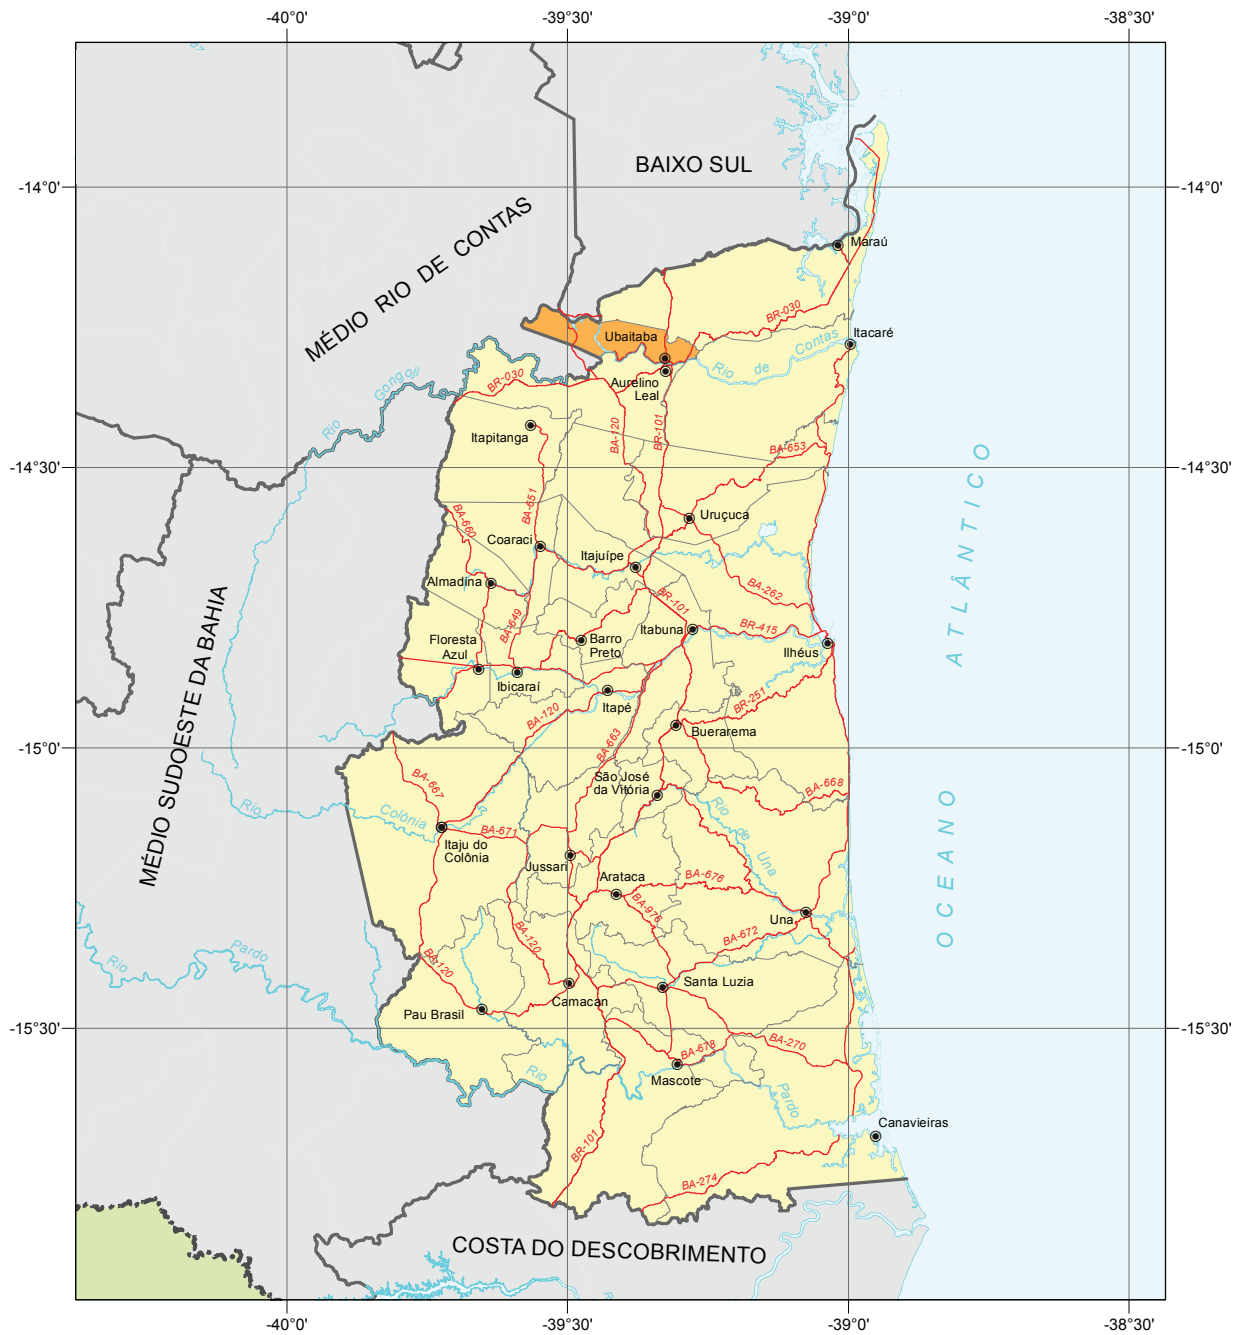 -40°0'
-39°30'
-39°0'
-38°30'
BAIXO SUL
-14°0'
-14°0'
MÉDIO RIO DE CONTAS
Maraú
BR-030
Ubaitaba
Itacaré
Rio de Contas
Aurelino
Leal
Rio Gongoji
BR-030
BA-120
BR-101
Itapitanga
BA-653
-14°30'
-14°30'
BA-651
BA-660
Uruçuca
Coaraci
Itajuípe
Almadina
BA-262
BR-101
BA-649
Itabuna
BR-415
Floresta
Azul
Barro
Preto
Ilhéus
Ibicaraí
Itapé
BR-251
BA-120
Buerarema
BA-663
-15°0'
-15°0'
MÉDIO SUDOESTE DA BAHIA
OCEANO ATLÂNTICO
São José
da Vitória
BA-667
BA-668
Rio Colônia
Rio de Una
BA-671
Itaju do
Colônia
Jussari
Arataca
BA-676
BA-976
Una
BA-672
BA-120
Rio Pardo
BA-120
Santa Luzia
Camacan
Pau Brasil
-15°30'
-15°30'
BA-678
BA-270
Rio
Mascote
Pardo
Canavieiras
BR-101
BA-274
COSTA DO DESCOBRIMENTO
-40°0'
-39°30'
-39°0'
-38°30'